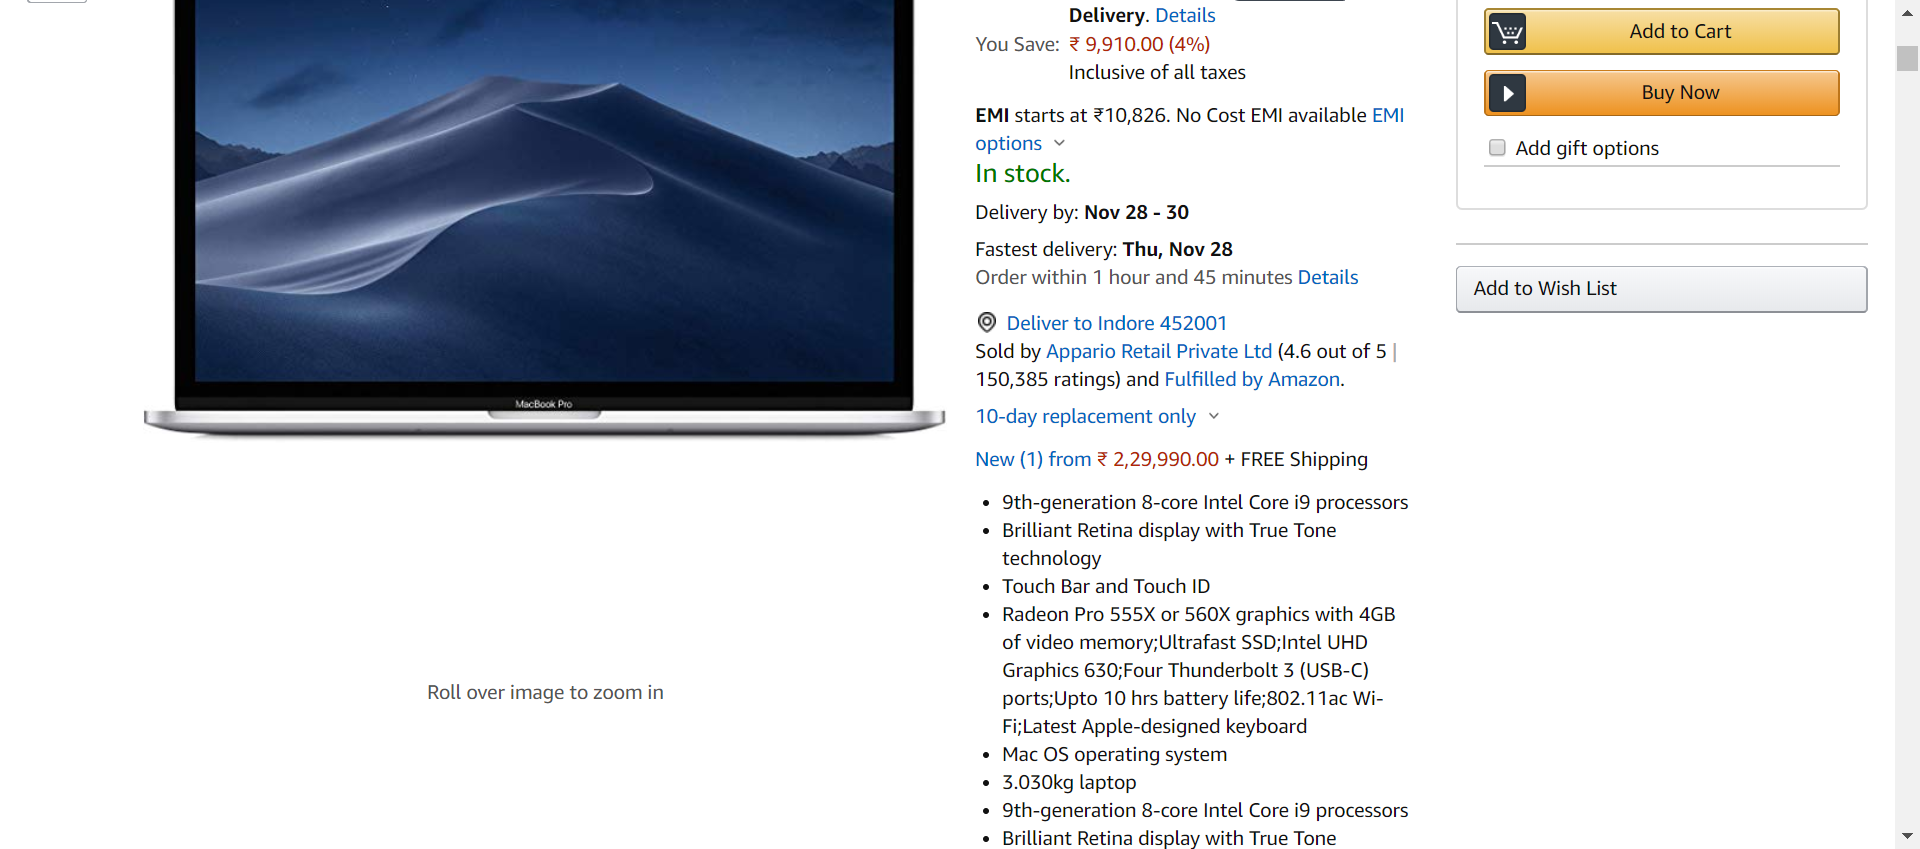 MacBook Pro
Roll over image to zoom in
Delivery. Details
You Save: ₹ 9,910.00 (4%)
Inclusive of all taxes
EMI starts at ₹10,826. No Cost EMI available EMI
options
In stock.
Delivery by: Nov 28 - 30
Fastest delivery: Thu, Nov 28
Order within 1 hour and 45 minutes Details
Deliver to Indore 452001
Sold by Appario Retail Private Ltd (4.6 out of 5 |
150,385 ratings) and Fulfilled by Amazon.
10-day replacement only
New (1) from ₹ 2,29,990.00 + FREE Shipping
• 9th-generation 8-core Intel Core i9 processors
• Brilliant Retina display with True Tone
technology
• Touch Bar and Touch ID
• Radeon Pro 555X or 560X graphics with 4GB
of video memory;Ultrafast SSD;Intel UHD
Graphics 630;Four Thunderbolt 3 (USB-C)
ports;Upto 10 hrs battery life;802.11ac Wi-
Fi;Latest Apple-designed keyboard
• Mac OS operating system
• 3.030kg laptop
• 9th-generation 8-core Intel Core i9 processors
• Brilliant Retina display with True Tone
Add to Cart
Buy Now
Add gift options
Add to Wish List